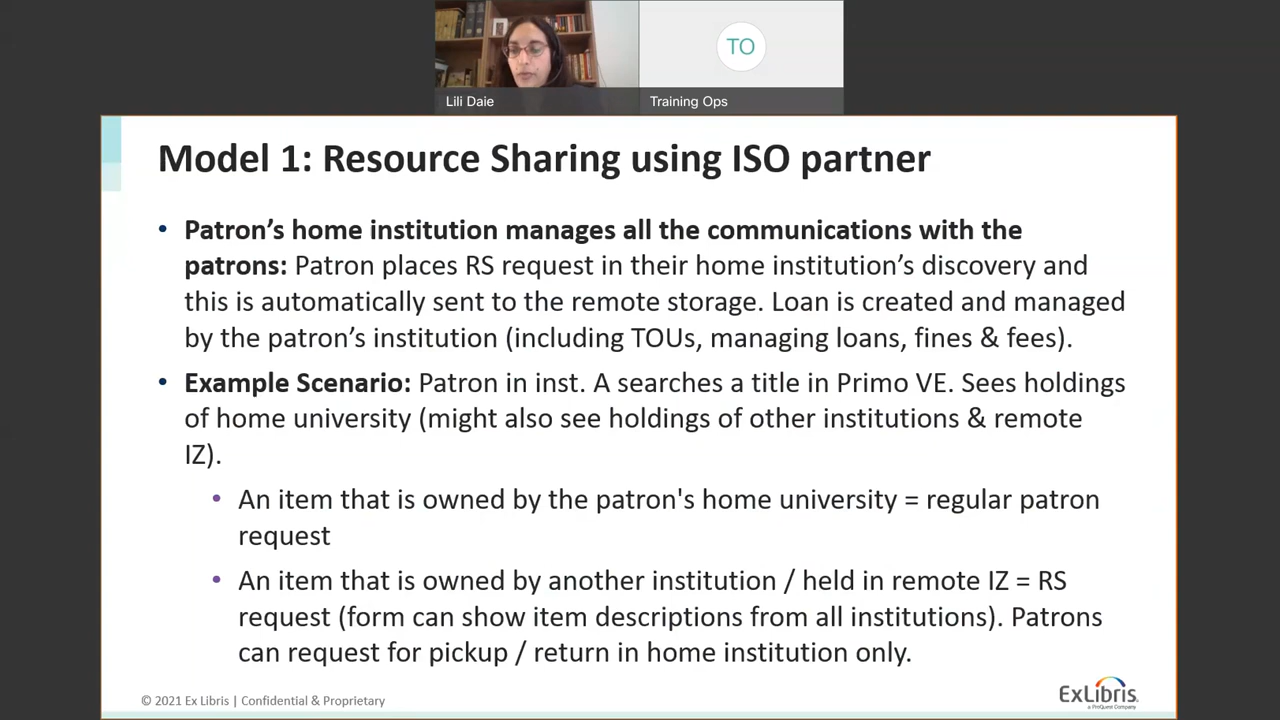 TO
Lili Daie
Training Ops
Model 1: Resource Sharing using ISO partner
• Patron’s home institution manages all the communications with the
patrons: Patron places RS request in their home institution’s discovery and
this is automatically sent to the remote storage. Loan is created and managed
by the patron’s institution (including TOUs, managing loans, fines & fees).
• Example Scenario: Patron in inst. A searches a title in Primo VE. Sees holdings
of home university (might also see holdings of other institutions & remote
IZ).
• An item that is owned by the patron's home university = regular patron
request
• An item that is owned by another institution / held in remote IZ = RS
request (form can show item descriptions from all institutions). Patrons
can request for pickup / return in home institution only.
© 2021 Ex Libris | Confidential & Proprietary
ExLibris
a ProQuest Company